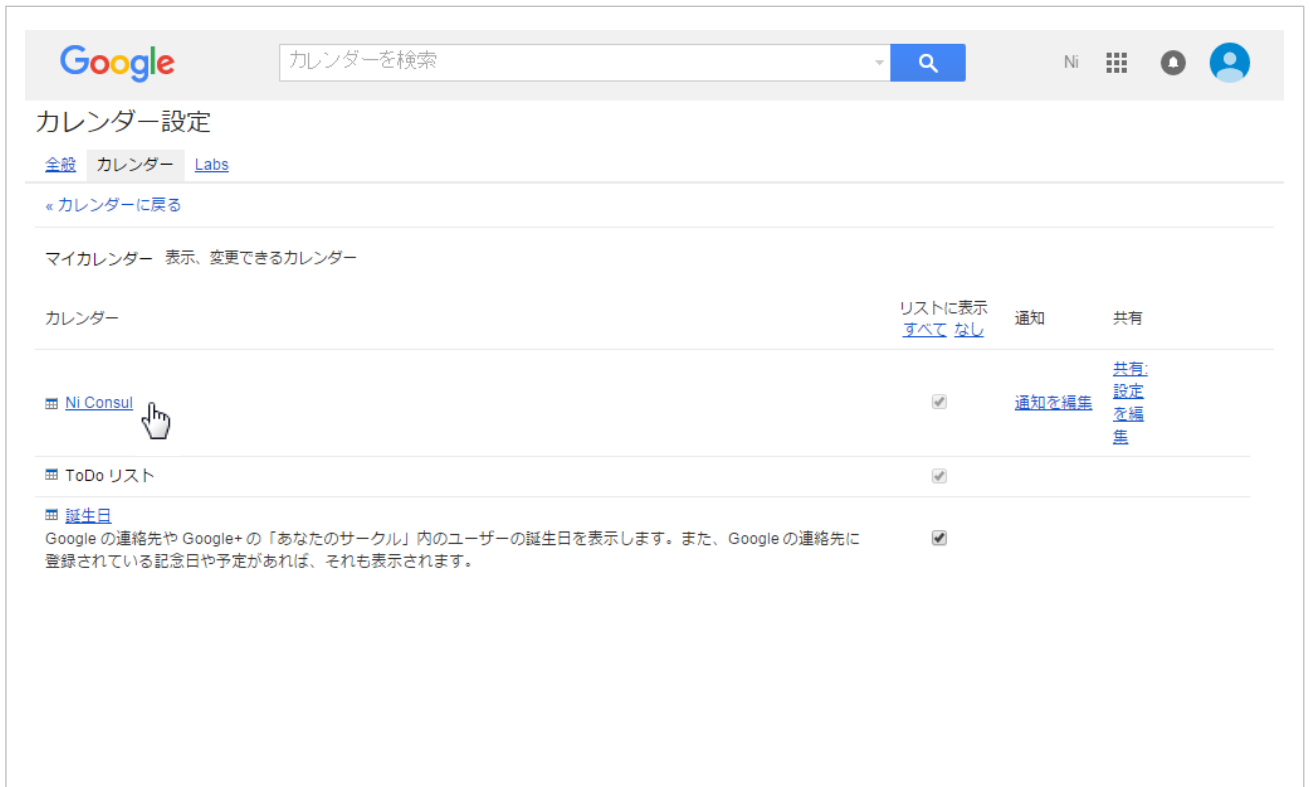 Google カレンダーを検索 Ni
カレンダー設定
全般 カレンダー Labs
« カレンダーに戻る
マイカレンダー 表示、変更できるカレンダー
カレンダー リストに表示 すべて なし 通知 共有
Ni Consul 通知を編集 共有: 設定を編集
ToDo リスト
誕生日
Google の連絡先や Google+ の「あなたのサークル」内のユーザーの誕生日を表示します。また、Google の連絡先に
登録されている記念日や予定があれば、それも表示されます。